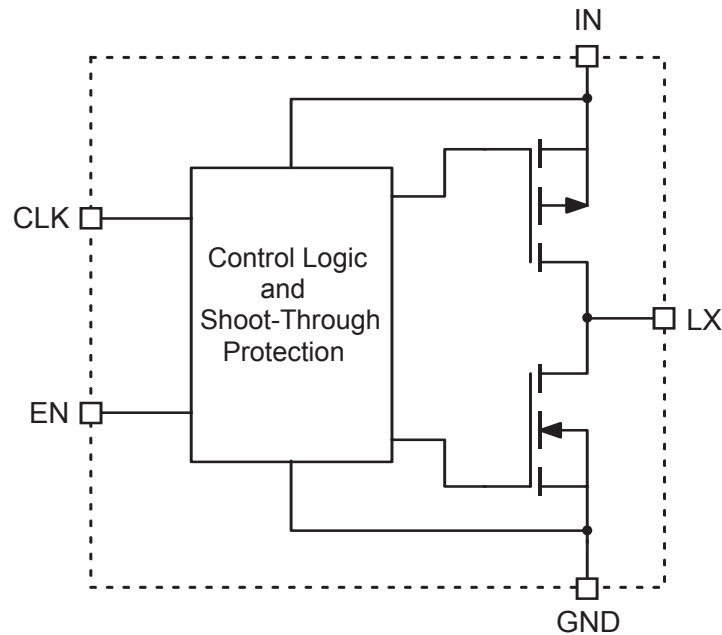 IN
CLK
Control Logic
and
Shoot-Through
Protection
LX
EN
GND